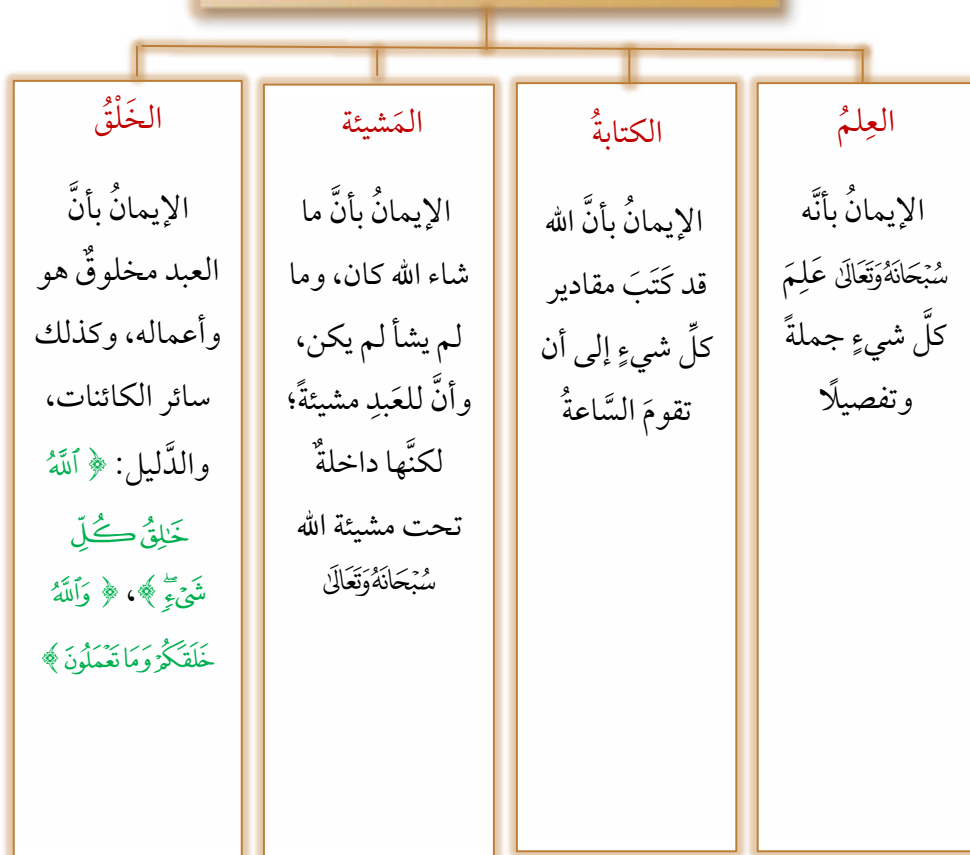 العِلمُ
الإيمانُ بأنَّه
سُبْحَانَهُ وَتَعَالَىٰ عَلِمَ
كلَّ شيءٍ جملةً
وتفصيلًا
الكتابةُ
الإيمانُ بأنَّ الله
قد كَتَبَ مقادير
كلِّ شيءٍ إلى أن
تقومَ السَّاعةُ
المَشيئة
الإيمانُ بأنَّ ما
شاء الله كان، وما
لم يشأ لم يكن،
وأنَّ للعَبدِ مشيئةً؛
لكنَّها داخلةٌ
تحت مشيئة الله
سُبْحَانَهُ وَتَعَالَىٰ
الخَلْقُ
الإيمانُ بأنَّ
العبد مخلوقٌ هو
وأعماله، وكذلك
سائر الكائنات،
والدَّليل: ﴿ ٱللَّهُ
خَٰلِقُ كُلِّ
شَيْءٍۖ ﴾، ﴿ وَٱللَّهُ
خَلَقَكُمْ وَمَا تَعْمَلُونَ ﴾